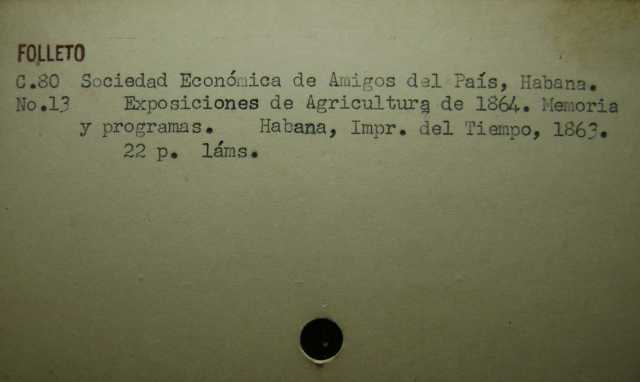 FOLLETO
C.80 Sociedad Económica de Amigos del País, Habana.
No.13 Exposiciones de Agricultura de 1864. Memoria
y programas. Habana, Impr. del Tiempo, 1863.
22 p. láms.